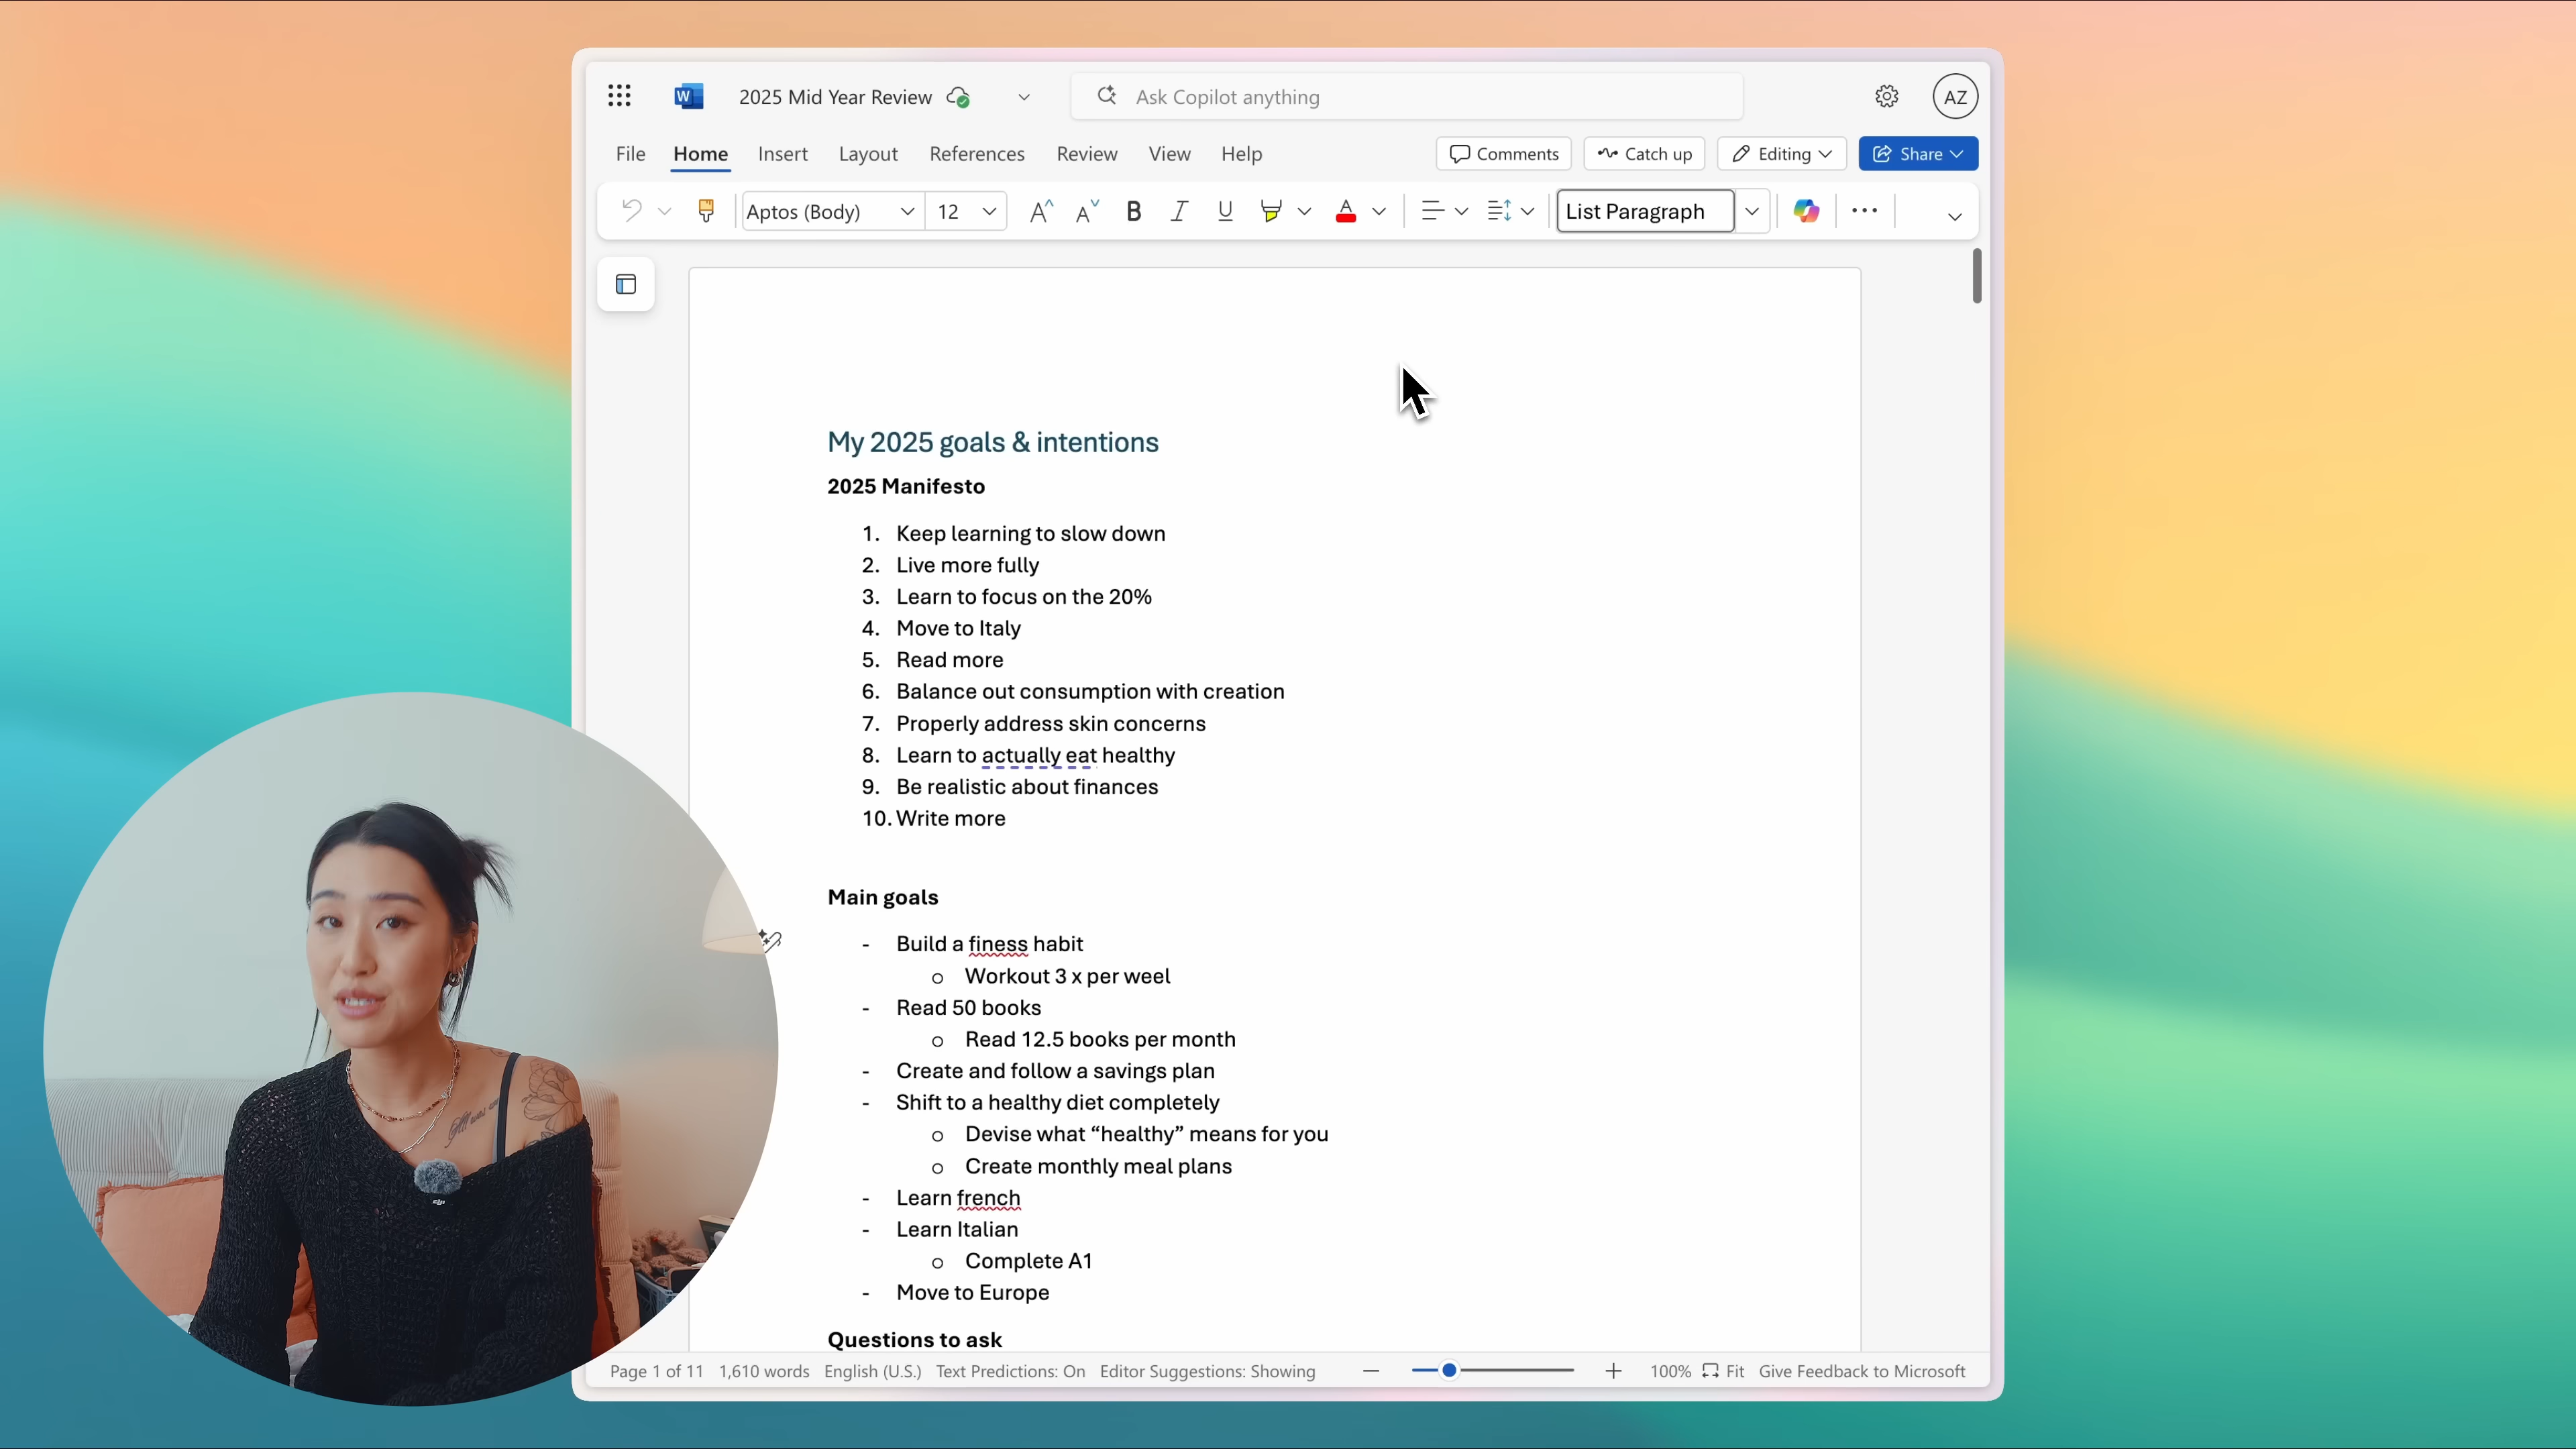 W 2025 Mid Year Review Ask Copilot anything AZ
File Home Insert Layout References Review View Help Comments Catch up Editing Share
Aptos (Body) 12 A A B I U A List Paragraph
My 2025 goals & intentions
2025 Manifesto
1. Keep learning to slow down
2. Live more fully
3. Learn to focus on the 20%
4. Move to Italy
5. Read more
6. Balance out consumption with creation
7. Properly address skin concerns
8. Learn to actually eat healthy
9. Be realistic about finances
10. Write more
Main goals
- Build a finess habit
o Workout 3 x per weel
- Read 50 books
o Read 12.5 books per month
- Create and follow a savings plan
- Shift to a healthy diet completely
o Devise what “healthy” means for you
o Create monthly meal plans
- Learn french
- Learn Italian
o Complete A1
- Move to Europe
Questions to ask
Page 1 of 11 1,610 words English (U.S.) Text Predictions: On Editor Suggestions: Showing 100% Fit Give Feedback to Microsoft
dji